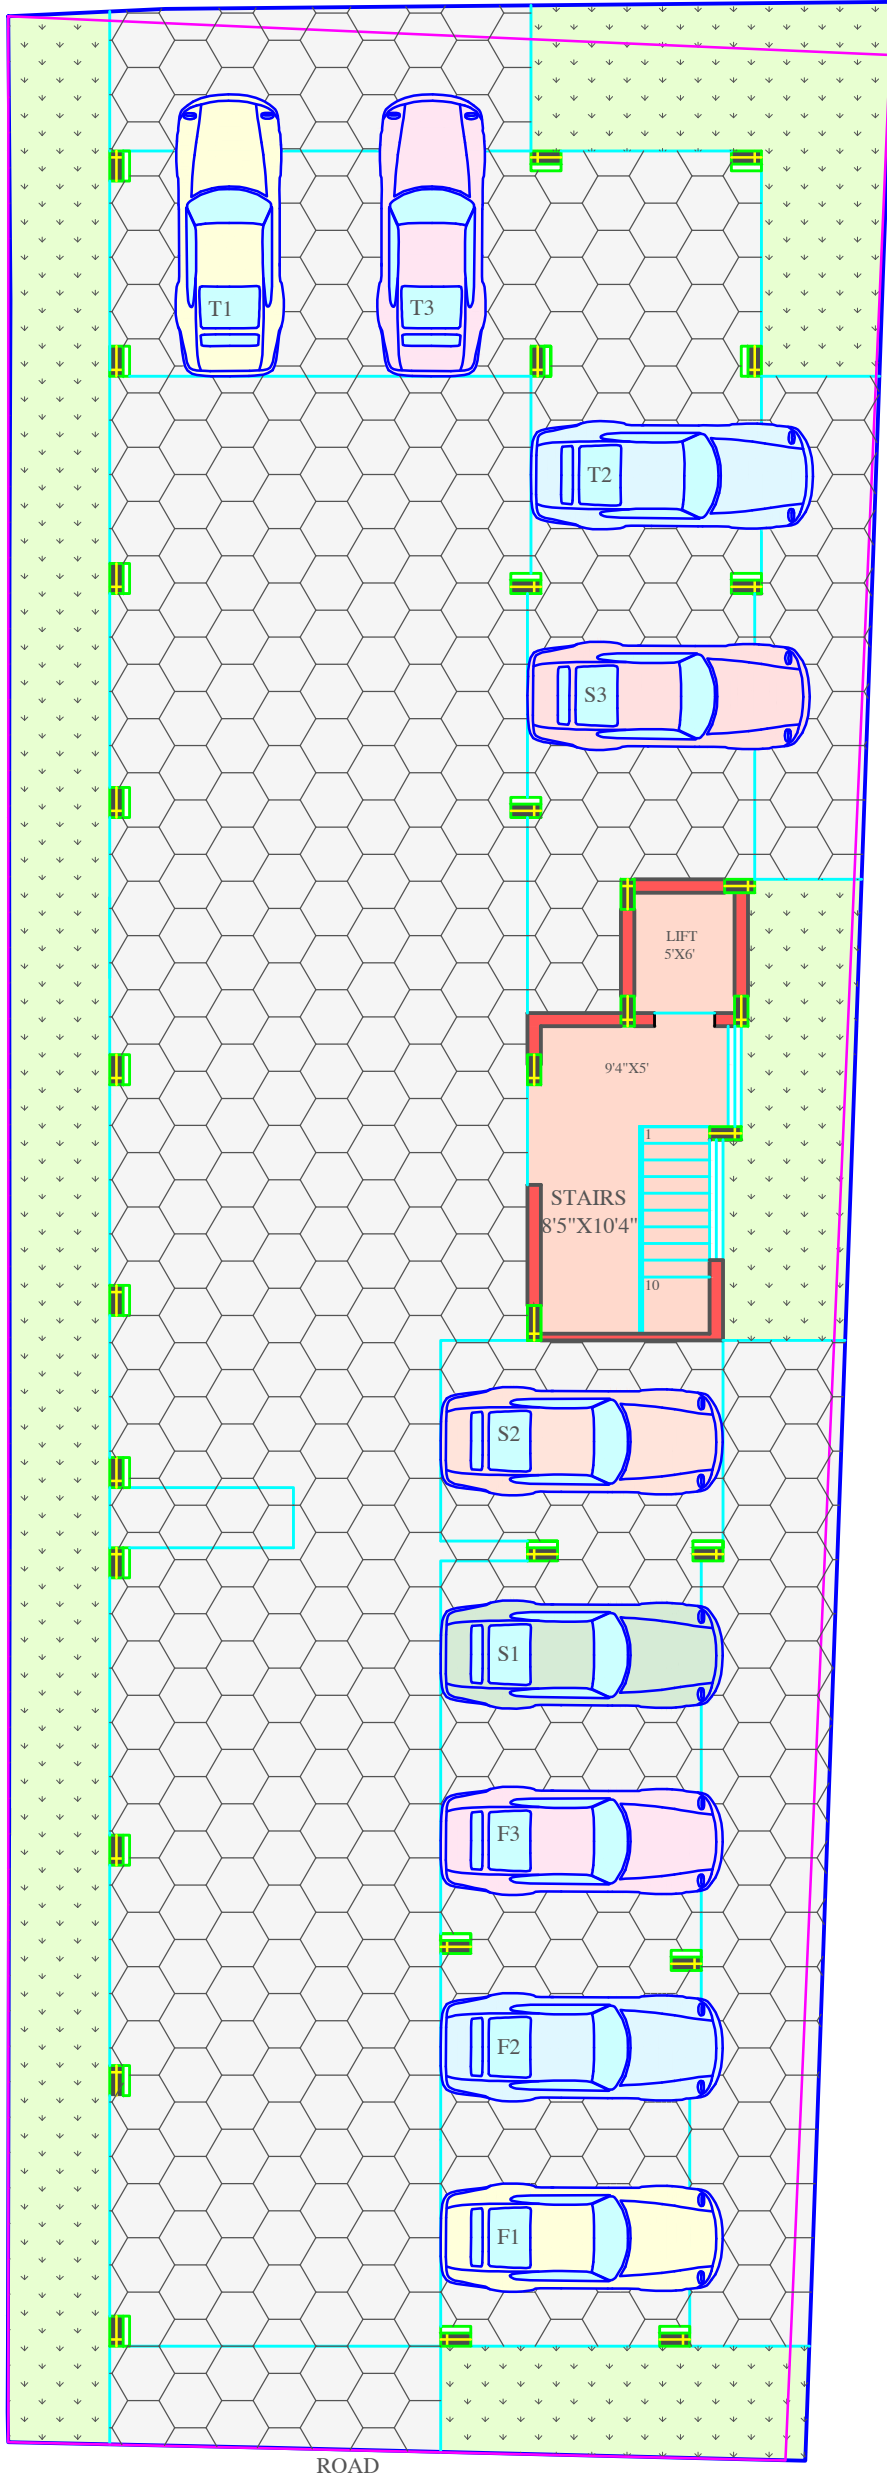 T1
T3
T2
S3
LIFT
5'X6'
9'4"X5'
1
STAIRS
8'5"X10'4"
10
S2
S1
F3
F2
F1
ROAD